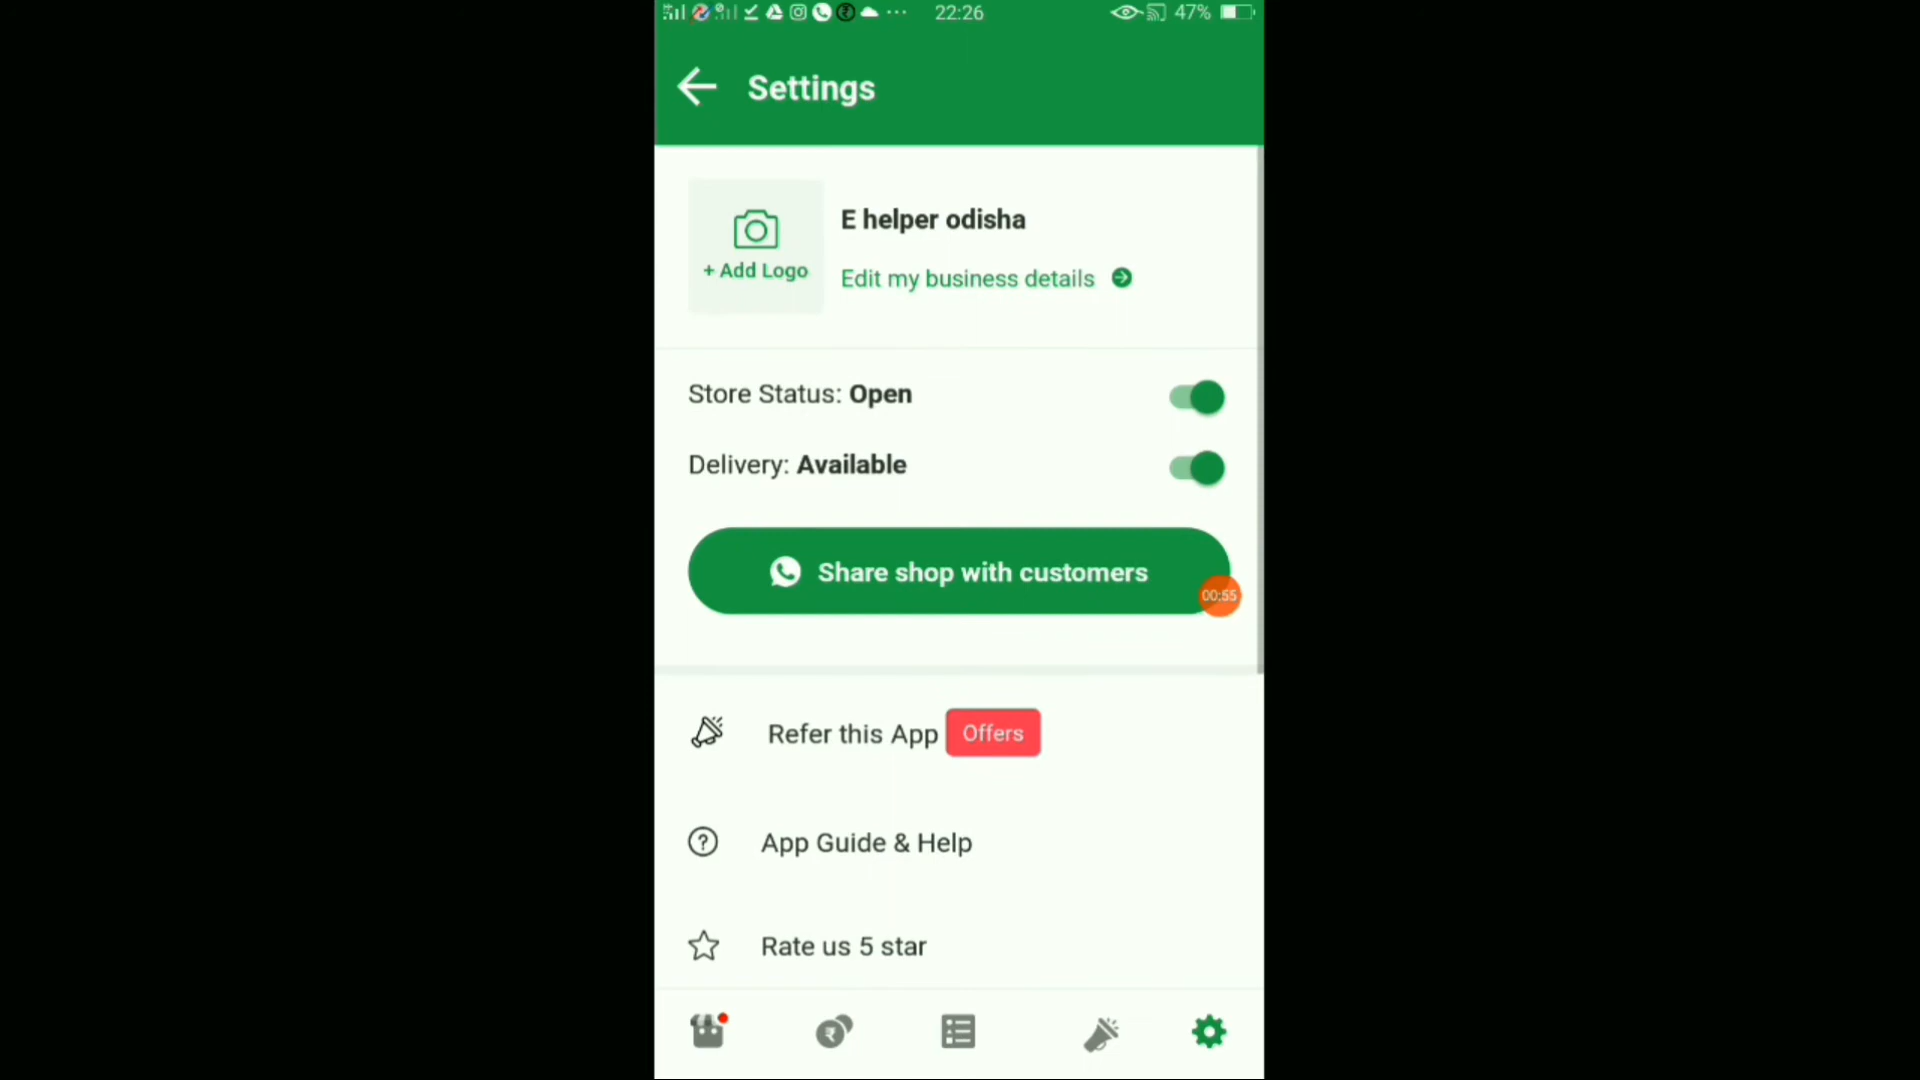 22:26
47%
Settings
E helper odisha
+ Add Logo
Edit my business details
Store Status: Open
Delivery: Available
Share shop with customers
00:55
Refer this App Offers
App Guide & Help
Rate us 5 star